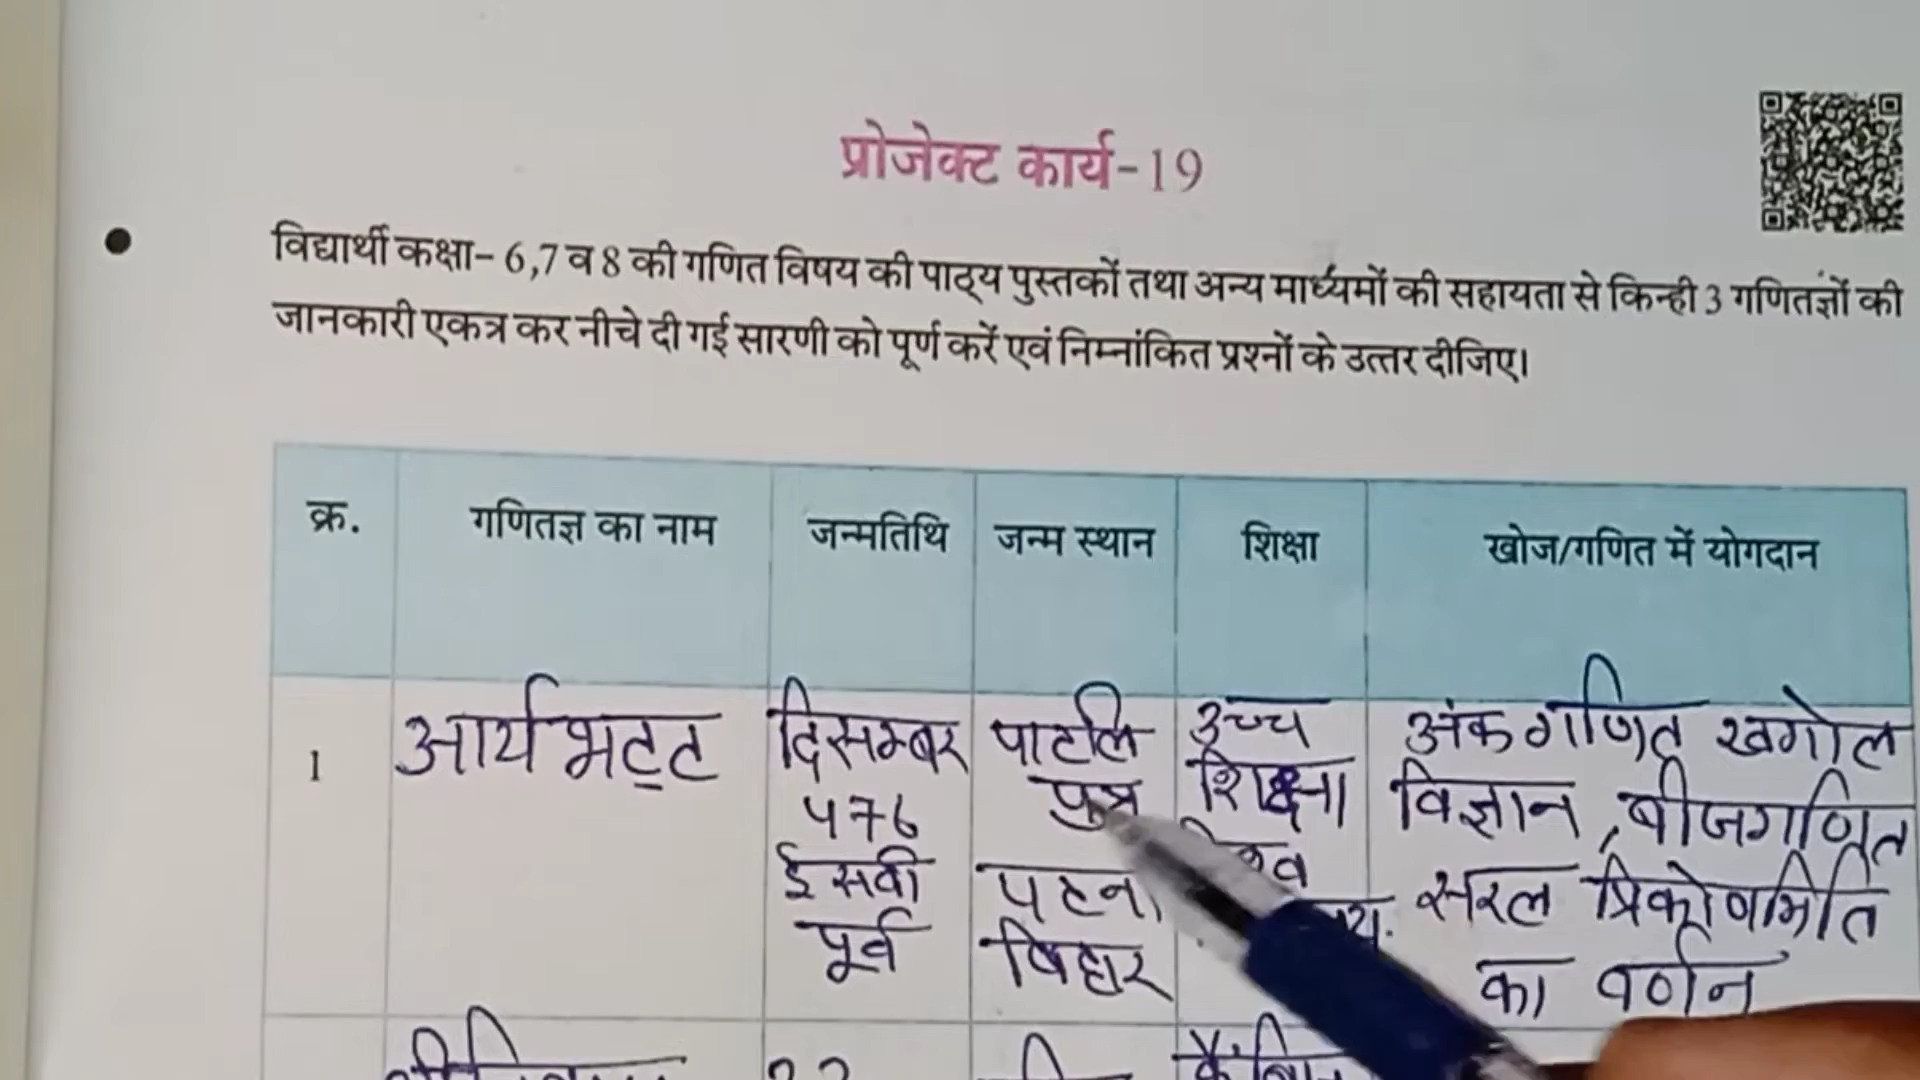 प्रोजेक्ट कार्य-19
विद्यार्थी कक्षा- 6,7 व 8 की गणित विषय की पाठ्य पुस्तकों तथा अन्य माध्यमों की सहायता से किन्ही 3 गणितज्ञों की
जानकारी एकत्र कर नीचे दी गई सारणी को पूर्ण करें एवं निम्नांकित प्रश्नों के उत्तर दीजिए।
क्र. गणितज्ञ का नाम जन्मतिथि जन्म स्थान शिक्षा खोज/गणित में योगदान
1 आर्यभट्ट दिसम्बर पाटलि उच्च अंकगणित खगोल
476 पुत्र शिक्षा विज्ञान, बीजगणित
ईसवी पटना सरल त्रिकोणमिति
पूर्व बिहार का वर्णन
22